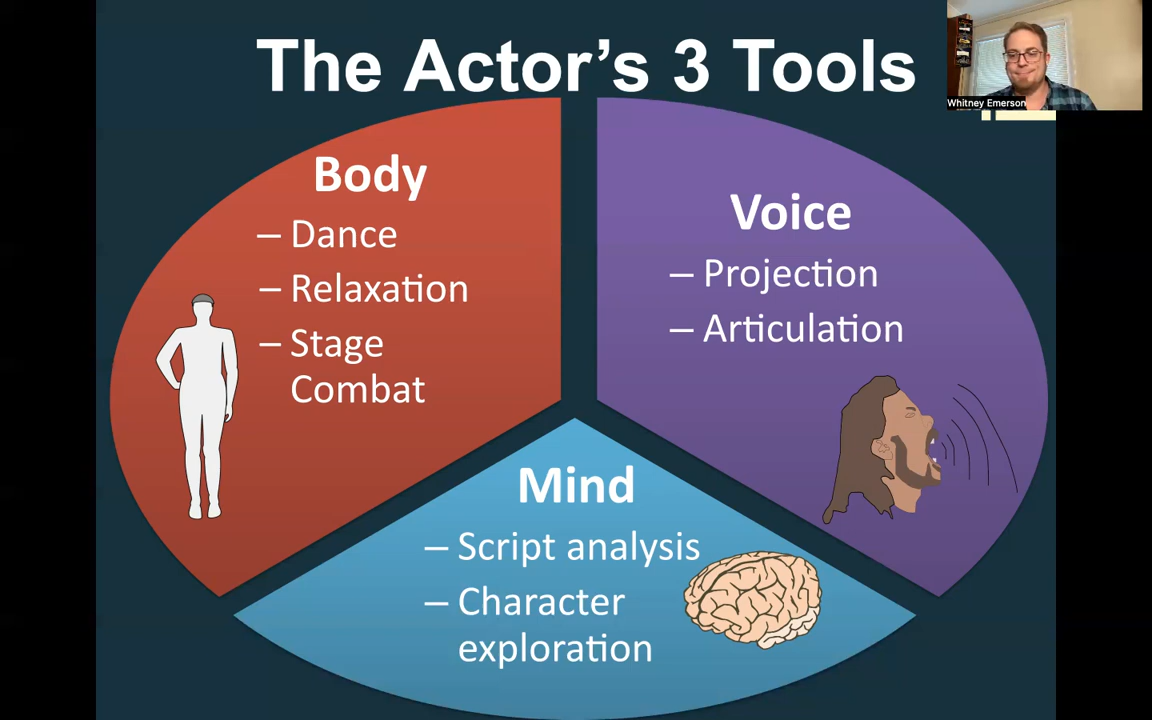 The Actor's 3 Tools
Whitney Emerson
Body
– Dance
– Relaxation
– Stage
Combat
Voice
– Projection
– Articulation
Mind
– Script analysis
– Character
exploration